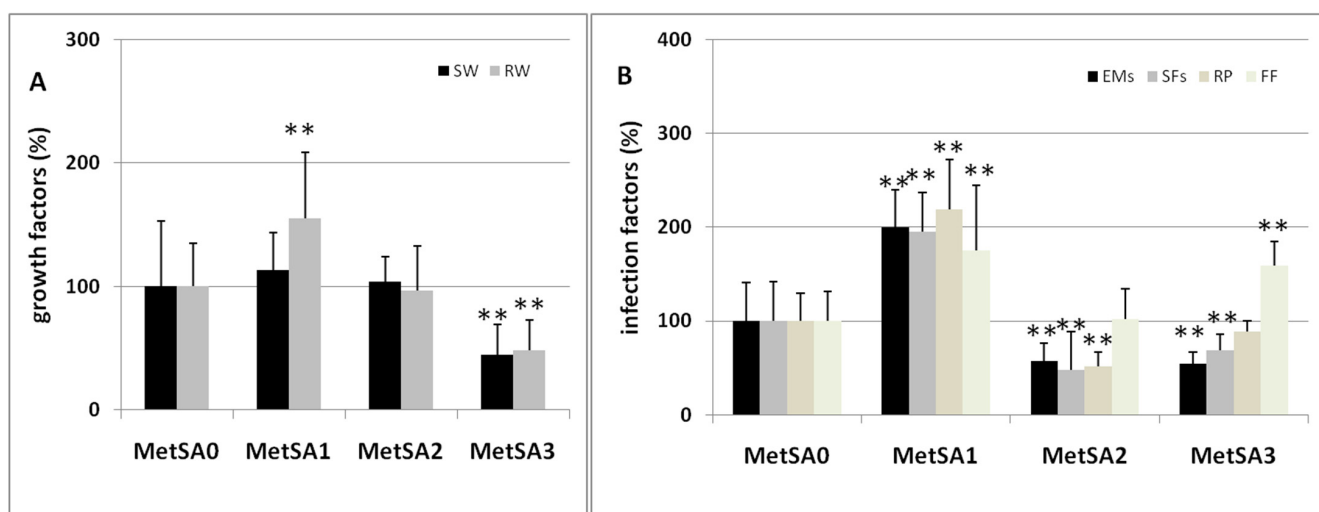 A
growth factors (%)
300
200
100
0
SW RW
**
** **
MetSA0 MetSA1 MetSA2 MetSA3
B
infection factors (%)
400
300
200
100
0
EMs SFs RP FF
** ** ** **
** ** **
** ** **
MetSA0 MetSA1 MetSA2 MetSA3